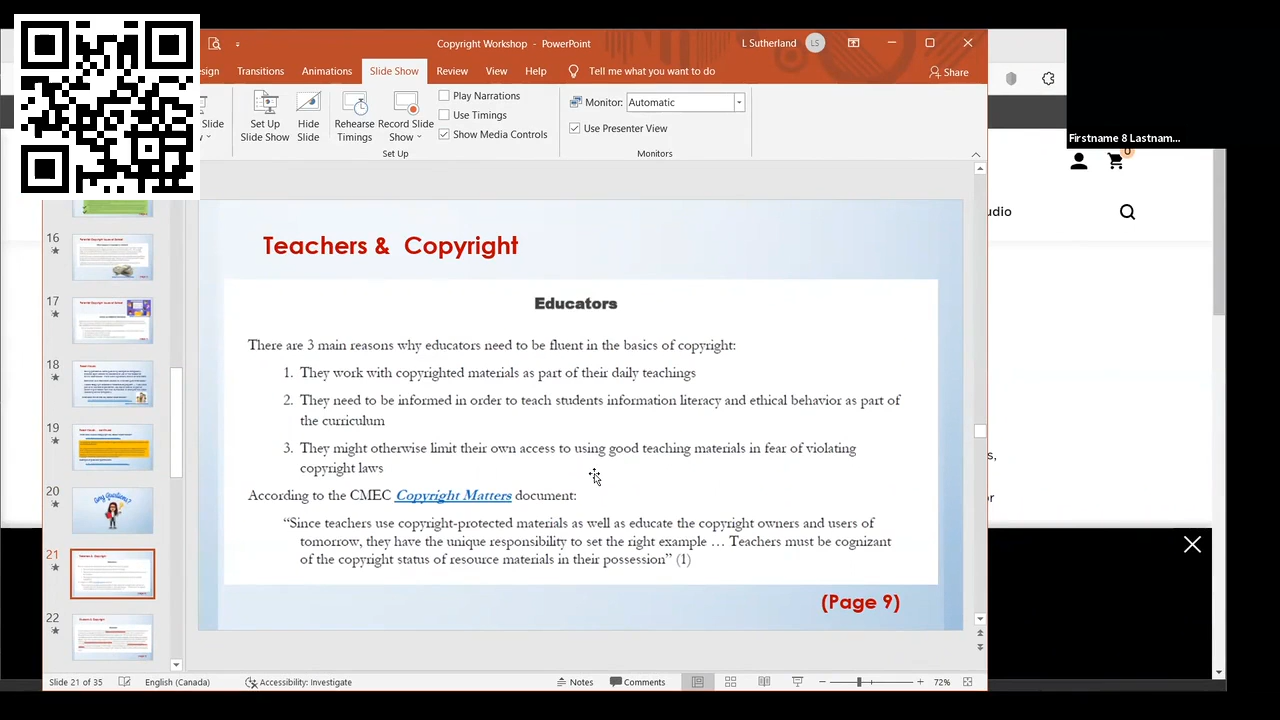 Copyright Workshop - PowerPoint
L Sutherland
LS
esign
Transitions
Animations
Slide Show
Review
View
Help
Tell me what you want to do
Share
Slide
Set Up
Slide Show
Hide
Slide
Rehearse
Timings
Record Slide
Show
Play Narrations
Use Timings
Show Media Controls
Set Up
Monitor:
Automatic
Use Presenter View
Monitors
Firstname 8 Lastnam...
0
udio
s,
or
16
17
18
19
20
Any Questions?
21
22
Teachers & Copyright
Educators
There are 3 main reasons why educators need to be fluent in the basics of copyright:
1. They work with copyrighted materials as part of their daily teachings
2. They need to be informed in order to teach students information literacy and ethical behavior as part of
the curriculum
3. They might otherwise limit their own access to using good teaching materials in fear of violating
copyright laws
According to the CMEC Copyright Matters document:
“Since teachers use copyright-protected materials as well as educate the copyright owners and users of
tomorrow, they have the unique responsibility to set the right example … Teachers must be cognizant
of the copyright status of resource materials in their possession” (1)
(Page 9)
Slide 21 of 35
English (Canada)
Accessibility: Investigate
Notes
Comments
72%